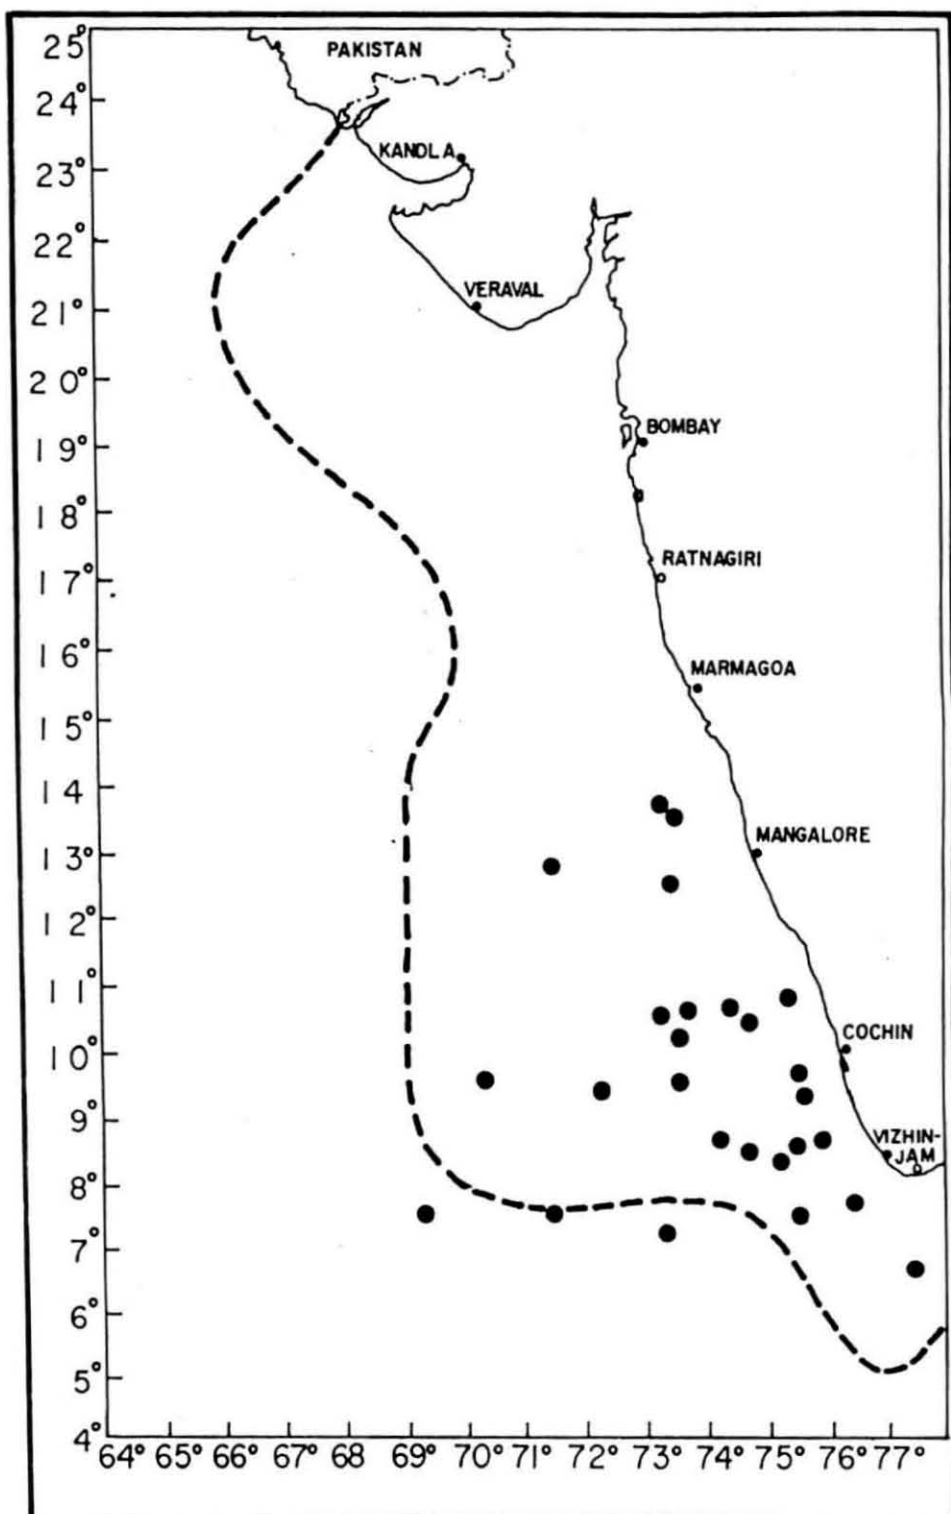 25°
PAKISTAN
24°
KANDLA
23°
22°
VERAVAL
21°
20°
BOMBAY
19°
18°
RATNAGIRI
17°
16°
MARMAGOA
15°
14
MANGALORE
13°
12°
11°
COCHIN
10°
9°
VIZHIN-
JAM
8°
7°
6°
5°
4°
64° 65° 66° 67° 68 69° 70° 71° 72° 73° 74° 75° 76° 77°